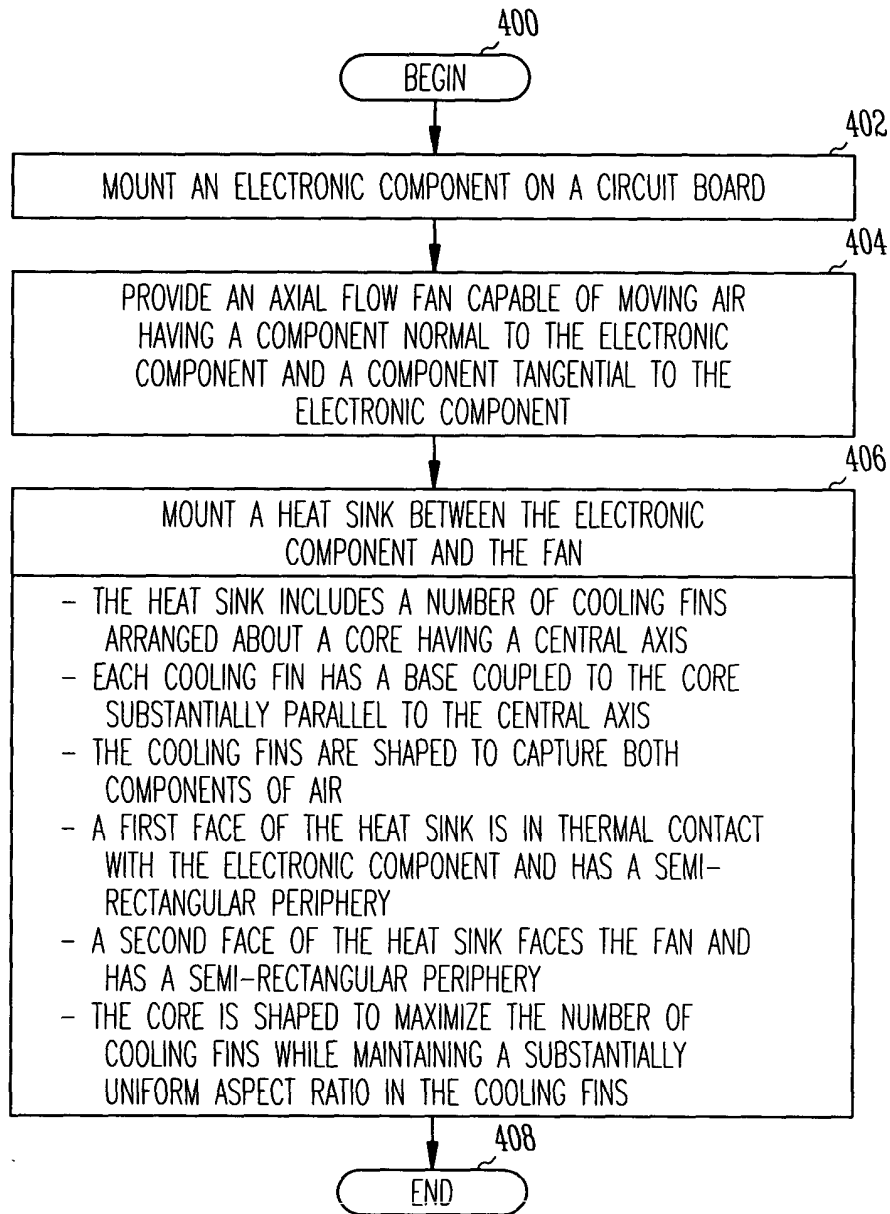 400
BEGIN
402
MOUNT AN ELECTRONIC COMPONENT ON A CIRCUIT BOARD
404
PROVIDE AN AXIAL FLOW FAN CAPABLE OF MOVING AIR
HAVING A COMPONENT NORMAL TO THE ELECTRONIC
COMPONENT AND A COMPONENT TANGENTIAL TO THE
ELECTRONIC COMPONENT
406
MOUNT A HEAT SINK BETWEEN THE ELECTRONIC
COMPONENT AND THE FAN
- THE HEAT SINK INCLUDES A NUMBER OF COOLING FINS
ARRANGED ABOUT A CORE HAVING A CENTRAL AXIS
- EACH COOLING FIN HAS A BASE COUPLED TO THE CORE
SUBSTANTIALLY PARALLEL TO THE CENTRAL AXIS
- THE COOLING FINS ARE SHAPED TO CAPTURE BOTH
COMPONENTS OF AIR
- A FIRST FACE OF THE HEAT SINK IS IN THERMAL CONTACT
WITH THE ELECTRONIC COMPONENT AND HAS A SEMI-
RECTANGULAR PERIPHERY
- A SECOND FACE OF THE HEAT SINK FACES THE FAN AND
HAS A SEMI-RECTANGULAR PERIPHERY
- THE CORE IS SHAPED TO MAXIMIZE THE NUMBER OF
COOLING FINS WHILE MAINTAINING A SUBSTANTIALLY
UNIFORM ASPECT RATIO IN THE COOLING FINS
408
END